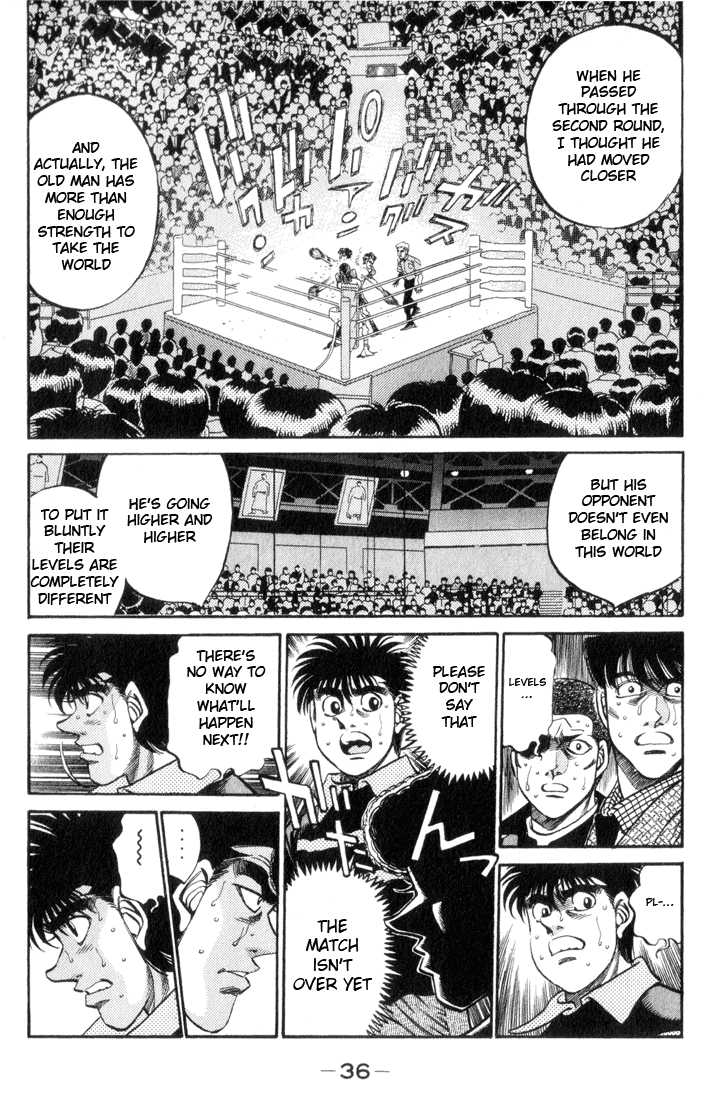 WHEN HE
PASSED
THROUGH THE
SECOND ROUND,
I THOUGHT HE
HAD MOVED
CLOSER
AND
ACTUALLY, THE
OLD MAN HAS
MORE THAN
ENOUGH
STRENGTH TO
TAKE THE
WORLD
BUT HIS
OPPONENT
DOESN'T EVEN
BELONG IN
THIS WORLD
HE'S GOING
HIGHER AND
HIGHER
TO PUT IT
BLUNTLY
THEIR
LEVELS ARE
COMPLETELY
DIFFERENT
LEVELS
...
PLEASE
DON'T
SAY
THAT
THERE'S
NO WAY TO
KNOW
WHAT'LL
HAPPEN
NEXT!!
PL-...
THE
MATCH
ISN'T
OVER YET
...
-36-